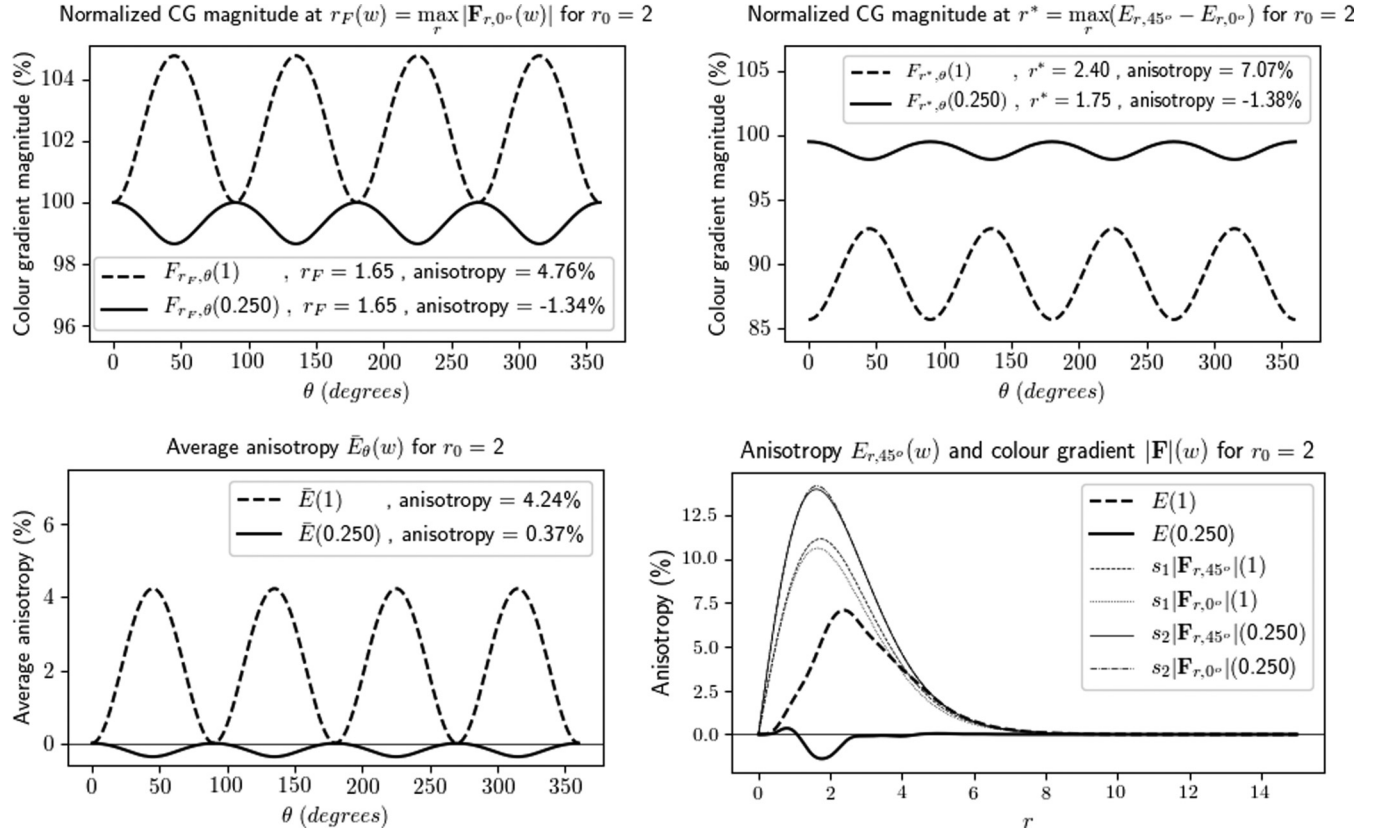 Normalized CG magnitude at r_F(w) = max_r |F_{r,0°}(w)| for r_0 = 2
Colour gradient magnitude (%)
104
102
100
98
96
F_{r_F,θ}(1) , r_F = 1.65 , anisotropy = 4.76%
F_{r_F,θ}(0.250) , r_F = 1.65 , anisotropy = -1.34%
0 50 100 150 200 250 300 350
θ (degrees)
Normalized CG magnitude at r* = max_r (E_{r,45°} − E_{r,0°}) for r_0 = 2
Colour gradient magnitude (%)
105
100
95
90
85
F_{r*,θ}(1) , r* = 2.40 , anisotropy = 7.07%
F_{r*,θ}(0.250) , r* = 1.75 , anisotropy = -1.38%
0 50 100 150 200 250 300 350
θ (degrees)
Average anisotropy Ē_θ(w) for r_0 = 2
Average anisotropy (%)
6
4
2
0
Ē(1) , anisotropy = 4.24%
Ē(0.250) , anisotropy = 0.37%
0 50 100 150 200 250 300 350
θ (degrees)
Anisotropy E_{r,45°}(w) and colour gradient |F|(w) for r_0 = 2
Anisotropy (%)
12.5
10.0
7.5
5.0
2.5
0.0
E(1)
E(0.250)
s_1|F_{r,45°}|(1)
s_1|F_{r,0°}|(1)
s_2|F_{r,45°}|(0.250)
s_2|F_{r,0°}|(0.250)
0 2 4 6 8 10 12 14
r